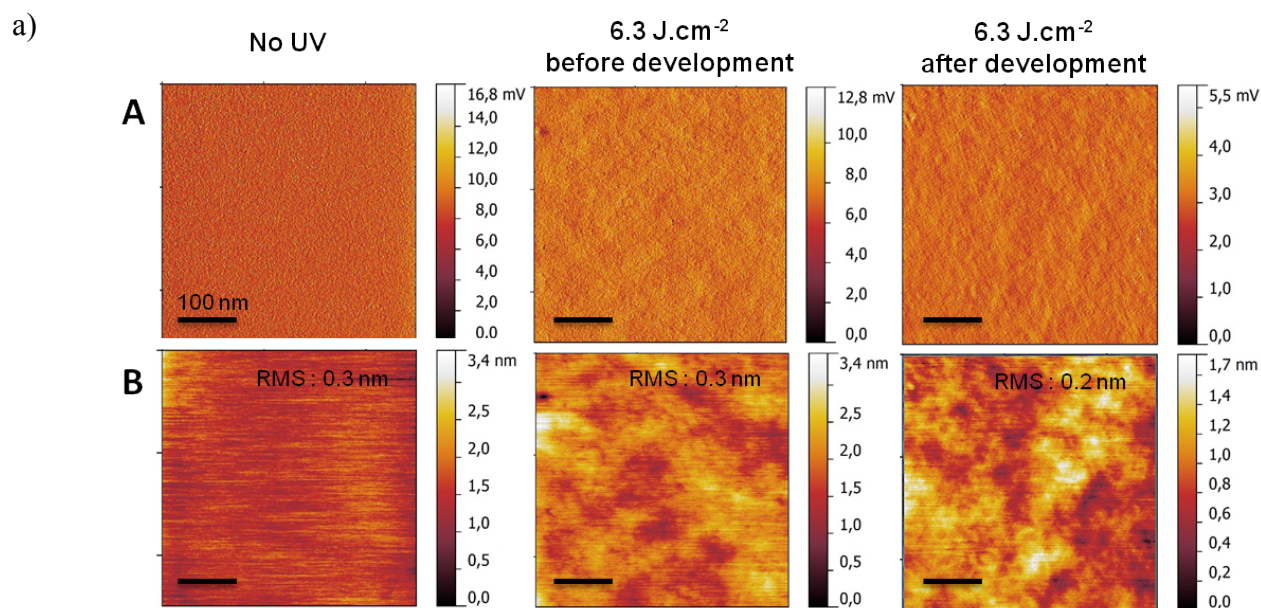 a)
No UV
6.3 J.cm-2
before development
6.3 J.cm-2
after development
A
16,8 mV
14,0
12,0
10,0
8,0
6,0
4,0
2,0
0.0
100 nm
12,8 mV
10,0
8,0
6,0
4,0
2,0
0,0
5,5 mV
4,0
3,0
2,0
1,0
0,0
B
RMS : 0.3 nm
3,4 nm
2,5
2,0
1,5
1,0
0,5
0,0
RMS : 0.3 nm
3,4 nm
2,5
2,0
1,5
1,0
0,5
0,0
RMS : 0.2 nm
1,7 nm
1,4
1,2
1,0
0,8
0,6
0,4
0,2
0,0